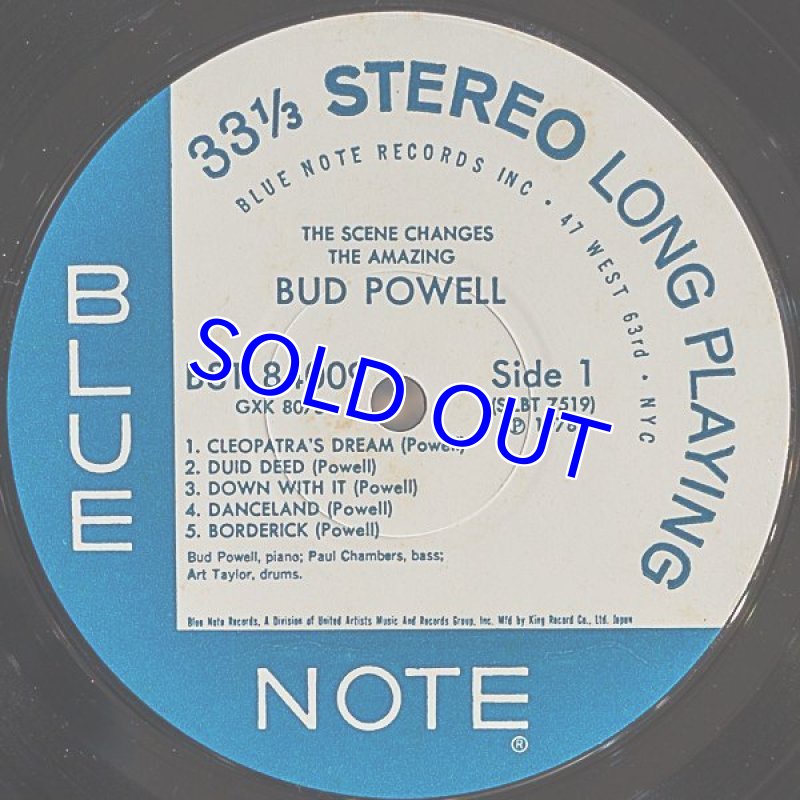 33⅓ STEREO LONG PLAYING
BLUE NOTE RECORDS INC • 47 WEST 63rd • NYC
THE SCENE CHANGES
THE AMAZING
BUD POWELL
SOLD OUT
Side 1
GXK
1. CLEOPATRA'S DREAM (Powell)
2. DUID DEED (Powell)
3. DOWN WITH IT (Powell)
4. DANCELAND (Powell)
5. BORDERICK (Powell)
Bud Powell, piano; Paul Chambers, bass;
Art Taylor, drums.
Blue Note Records, A Division of United Artists Music And Records Group, Inc. Mfd by King Record Co., Ltd. Japan
BLUE
NOTE
®